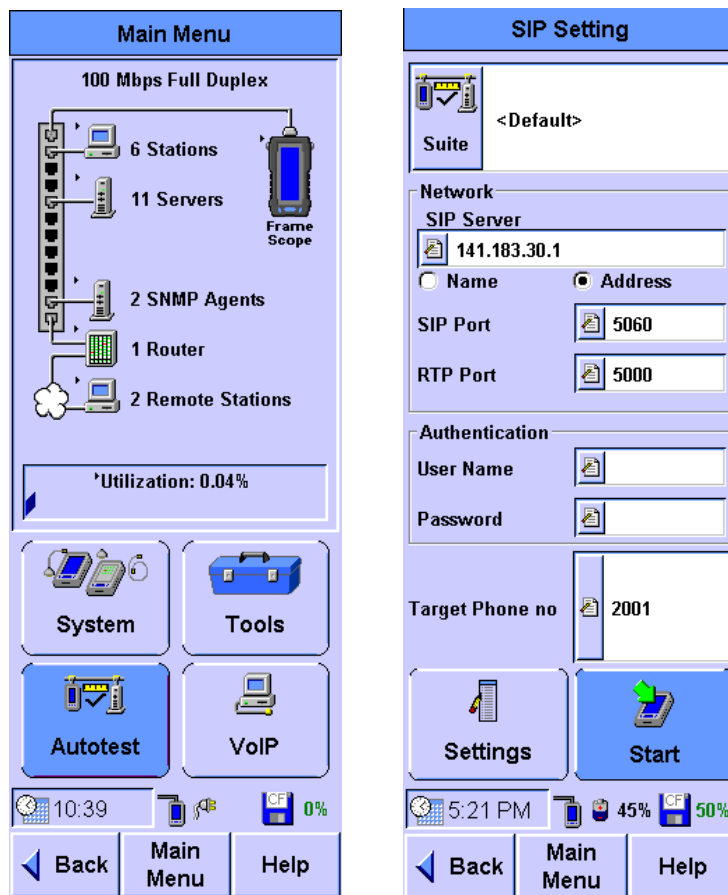 Main Menu
100 Mbps Full Duplex
6 Stations
11 Servers
Frame
Scope
2 SNMP Agents
1 Router
2 Remote Stations
Utilization: 0.04%
System
Tools
Autotest
VoIP
10:39
CF
0%
Back
Main
Menu
Help
SIP Setting
Suite
<Default>
Network
SIP Server
141.183.30.1
Name
Address
SIP Port
5060
RTP Port
5000
Authentication
User Name
Password
Target Phone no
2001
Settings
Start
5:21 PM
45%
CF
50%
Back
Main
Menu
Help